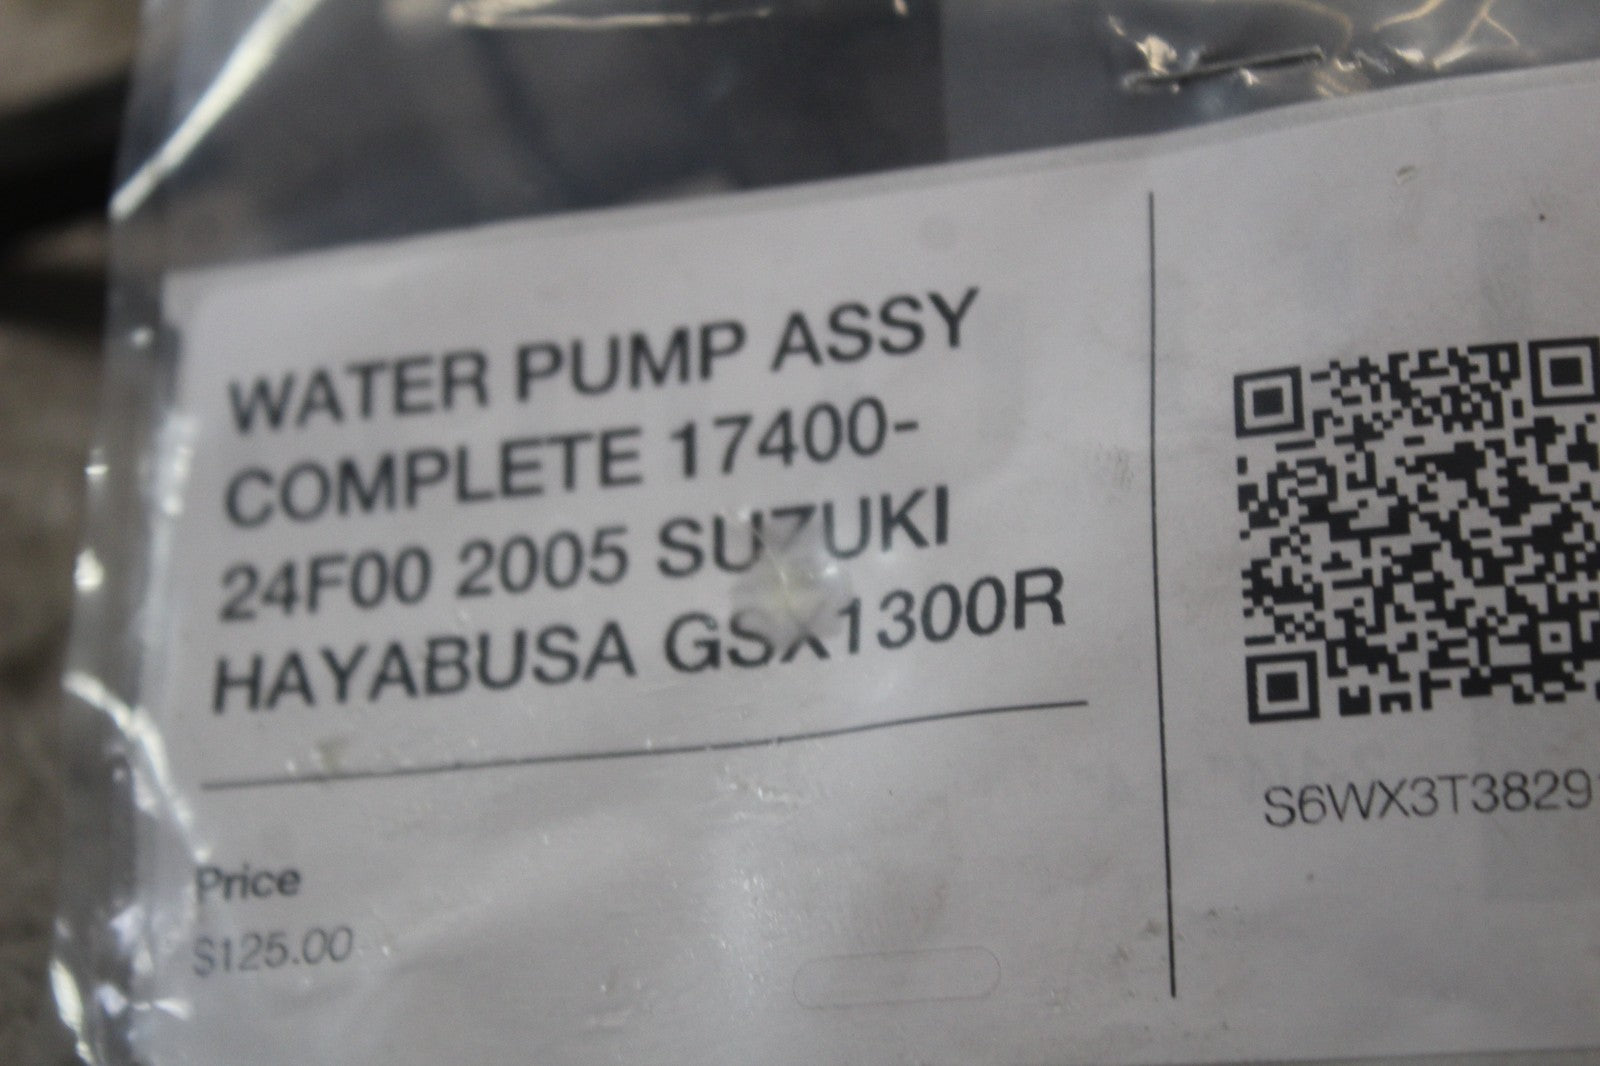 WATER PUMP ASSY
COMPLETE 17400-
24F00 2005 SUZUKI
HAYABUSA GSX1300R
Price
$125.00